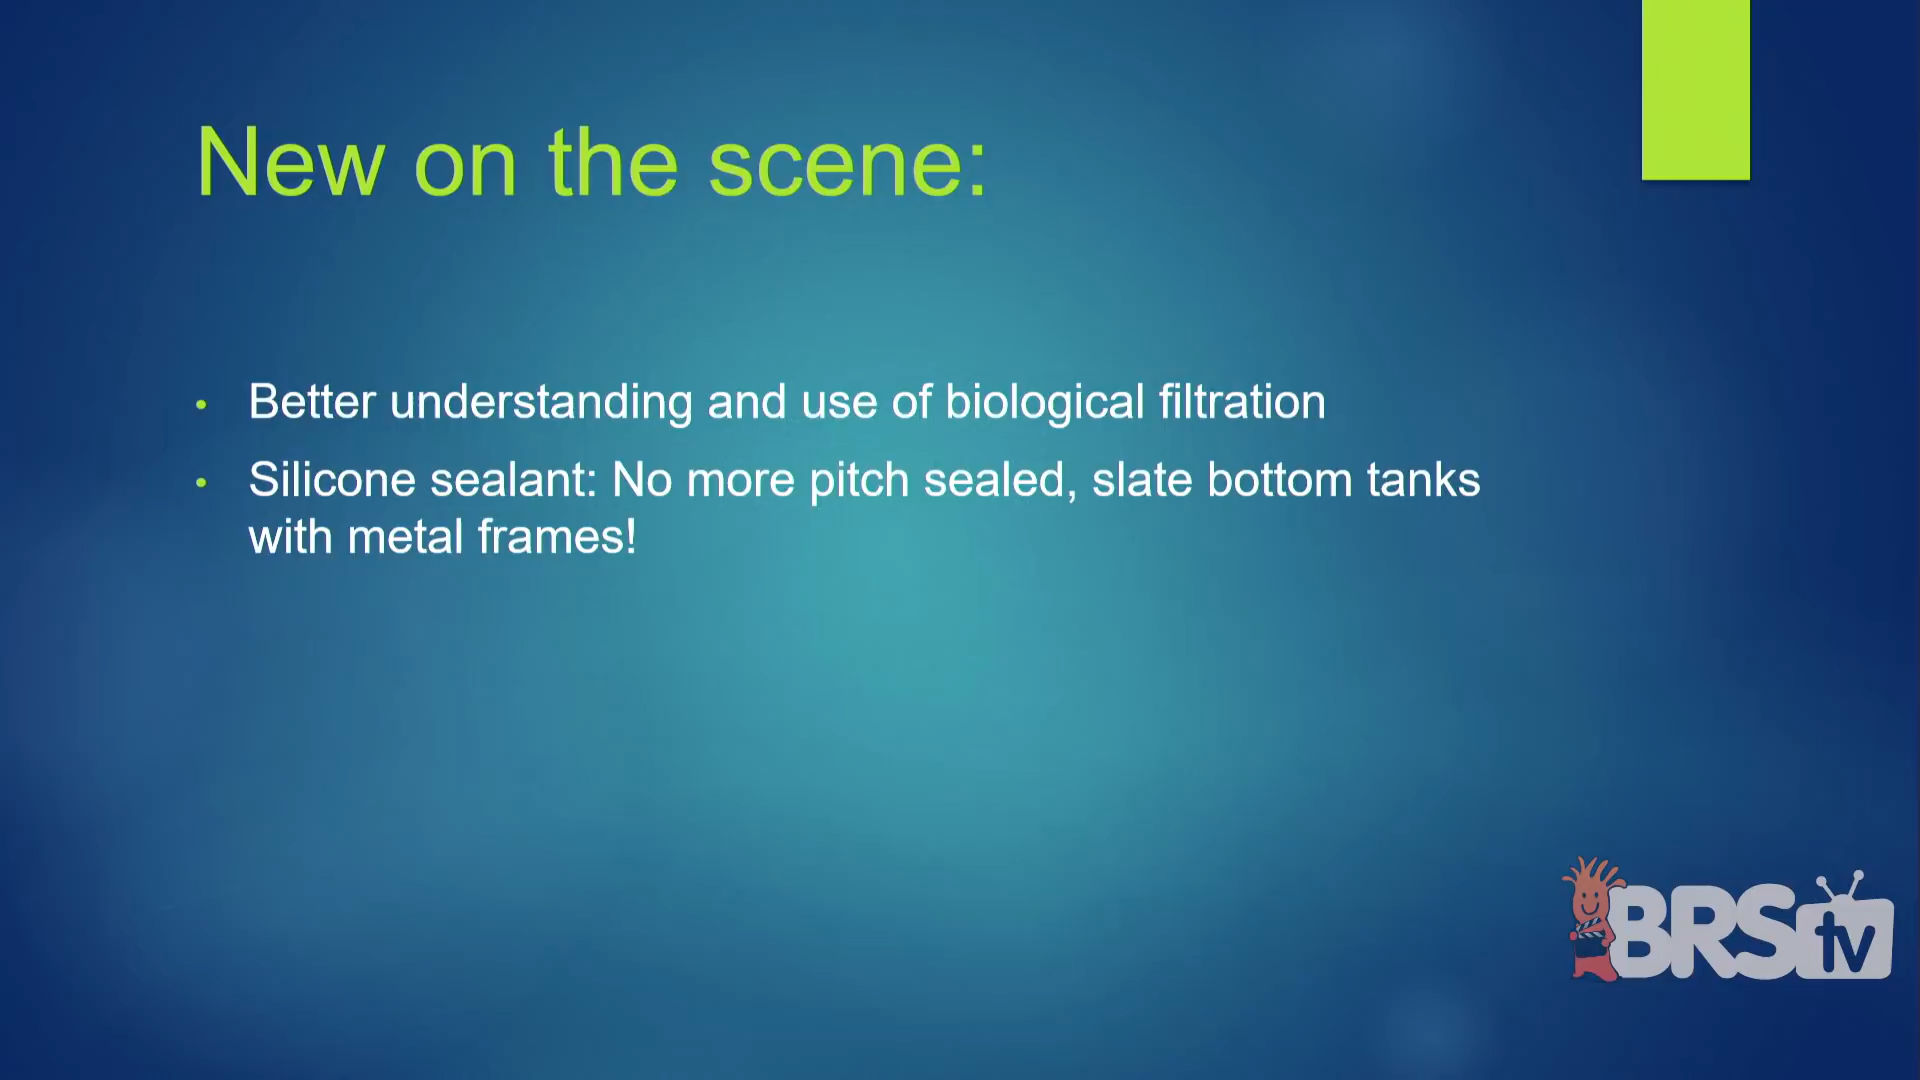 New on the scene:
• Better understanding and use of biological filtration
• Silicone sealant: No more pitch sealed, slate bottom tanks
with metal frames!
BRStv